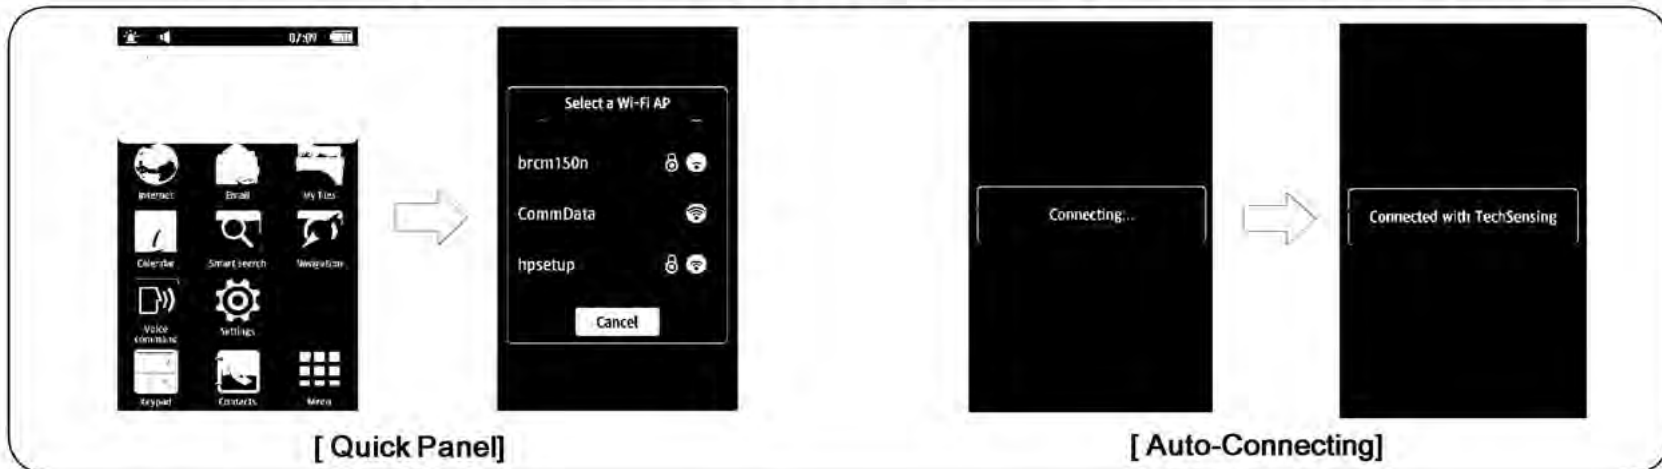 07:09
Internet
Email
My Files
Calendar
Smart search
Navigation
Voice
command
Settings
Keypad
Contacts
Menu
Select a Wi-Fi AP
brcm150n
CommData
hpsetup
Cancel
[ Quick Panel]
Connecting...
Connected with TechSensing
[ Auto-Connecting]